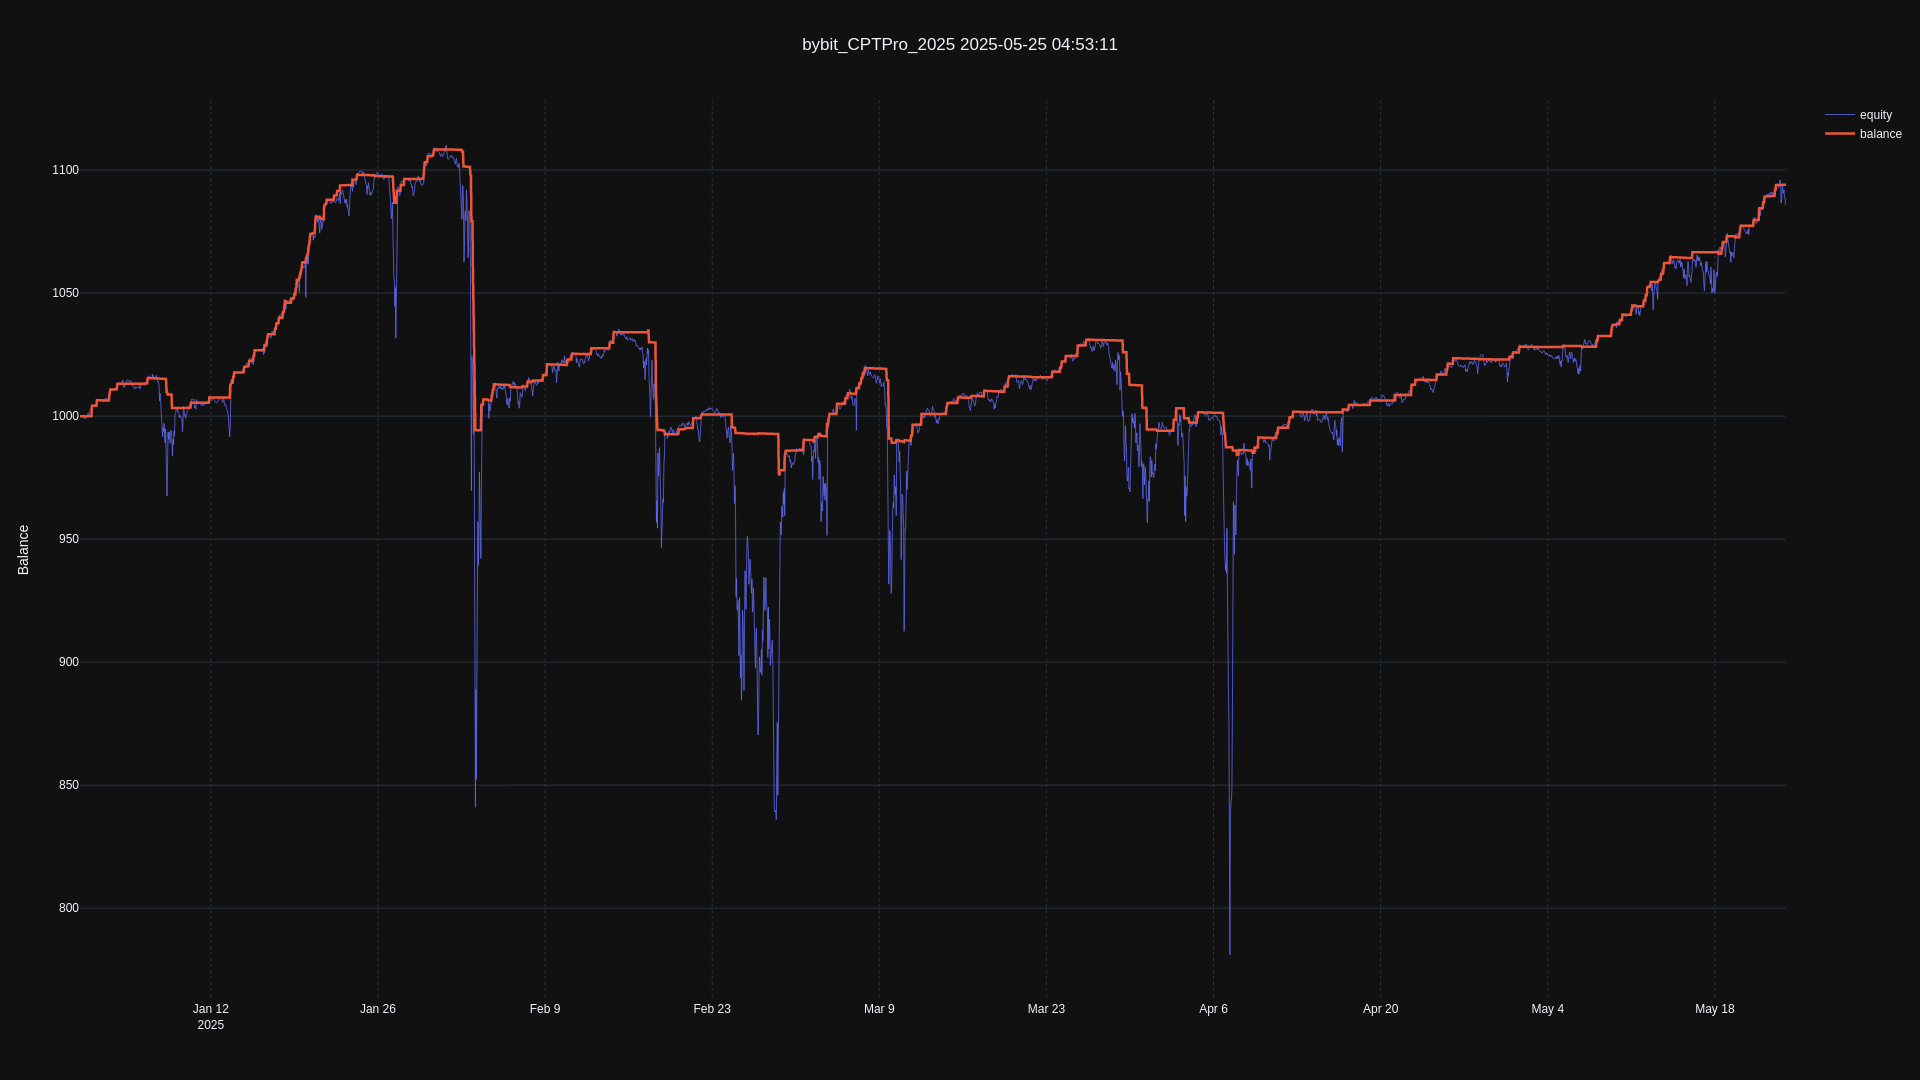 bybit_CPTPro_2025 2025-05-25 04:53:11
equity
balance
1100
1050
1000
950
900
850
800
Balance
Jan 12
2025
Jan 26
Feb 9
Feb 23
Mar 9
Mar 23
Apr 6
Apr 20
May 4
May 18